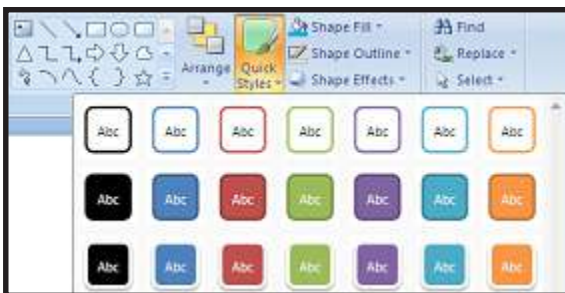 Shape Fill
Find
Shape Outline
Replace
Arrange
Quick
Styles
Shape Effects
Select
Abc Abc Abc Abc Abc Abc Abc
Abc Abc Abc Abc Abc Abc Abc
Abc Abc Abc Abc Abc Abc Abc